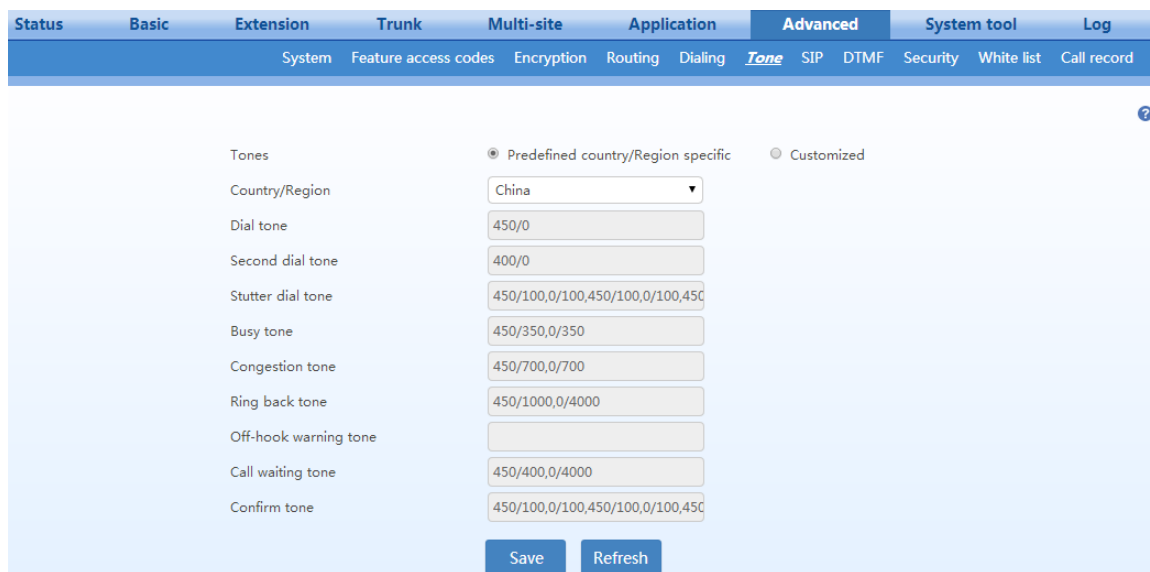 Status Basic Extension Trunk Multi-site Application Advanced System tool Log
System Feature access codes Encryption Routing Dialing Tone SIP DTMF Security White list Call record
?
Tones Predefined country/Region specific Customized
Country/Region China
Dial tone 450/0
Second dial tone 400/0
Stutter dial tone 450/100,0/100,450/100,0/100,450
Busy tone 450/350,0/350
Congestion tone 450/700,0/700
Ring back tone 450/1000,0/4000
Off-hook warning tone
Call waiting tone 450/400,0/4000
Confirm tone 450/100,0/100,450/100,0/100,450
Save Refresh